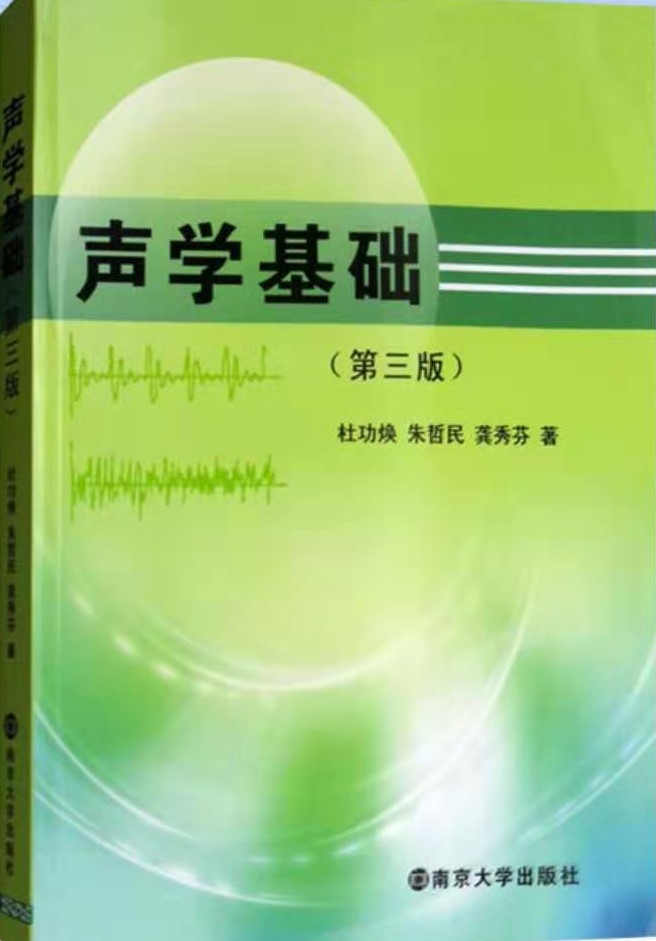 声学基础
（第三版）
杜功焕 朱哲民 龚秀芬 著
南京大学出版社
声学基础（第三版）
杜功焕 朱哲民 龚秀芬 著
南京大学出版社